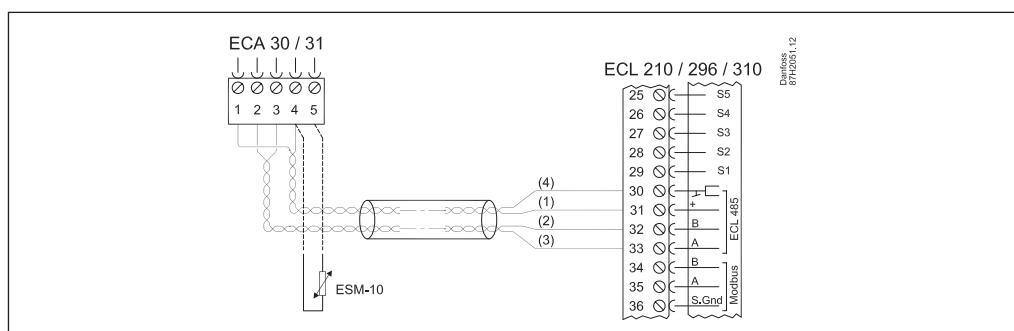 ECA 30 / 31
1 2 3 4 5
ESM-10
ECL 210 / 296 / 310
Danfoss
87H2051.12
25 S5
26 S4
27 S3
28 S2
29 S1
(4) 30
(1) 31 +
(2) 32 B
(3) 33 A
ECL 485
34 B
35 A
36 S.Gnd
Modbus